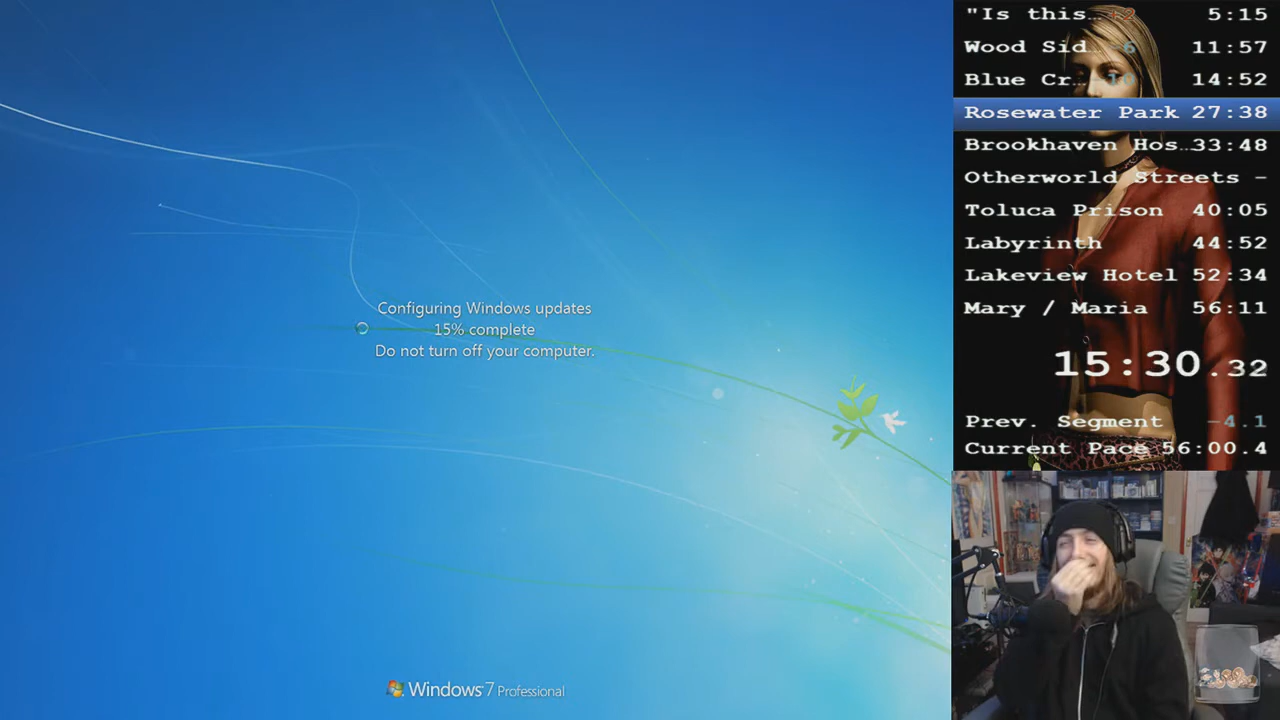 Configuring Windows updates
15% complete
Do not turn off your computer.
Windows 7 Professional
"Is this… +2 5:15
Wood Sid… -6 11:57
Blue Cr… 14:52
Rosewater Park 27:38
Brookhaven Hos… 33:48
Otherworld Streets -
Toluca Prison 40:05
Labyrinth 44:52
Lakeview Hotel 52:34
Mary / Maria 56:11
15:30.32
Prev. Segment -4.1
Current Pace 56:00.4